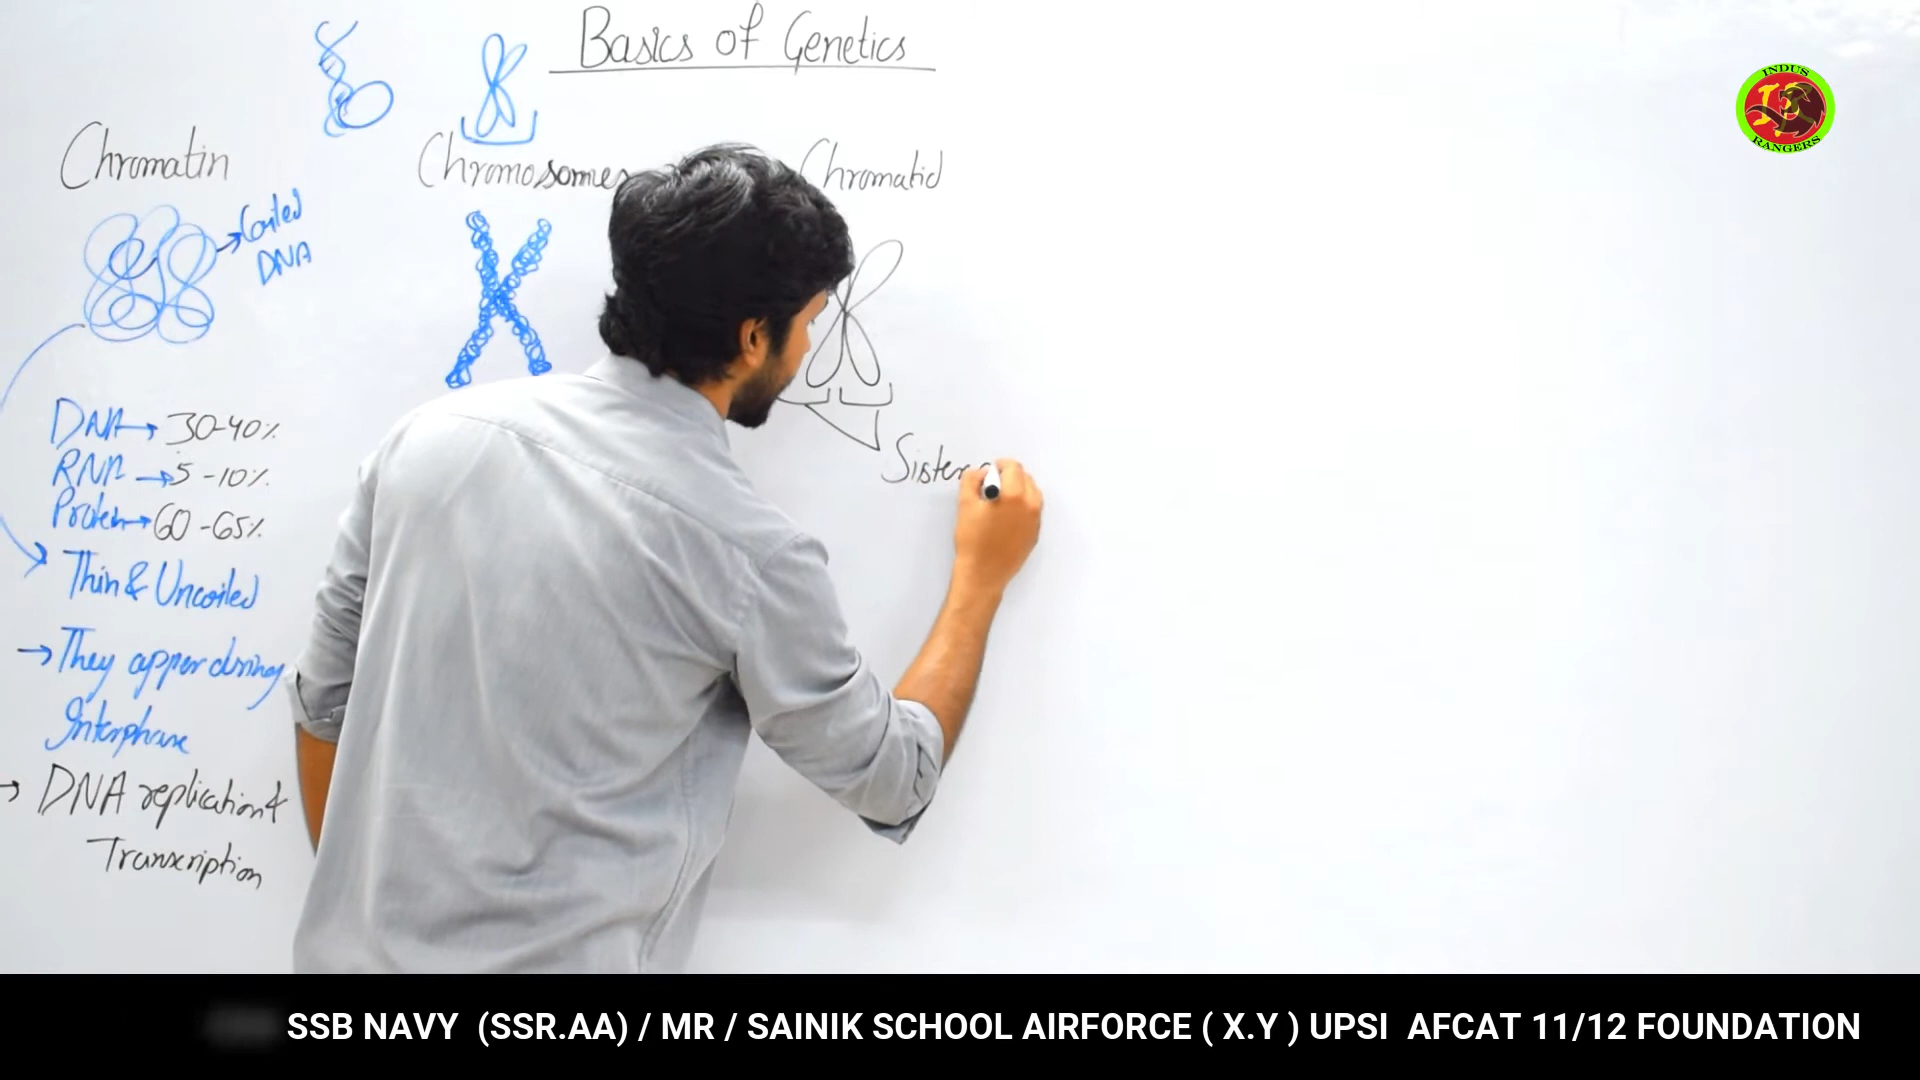 Basics of Genetics
INDUS
RANGERS
Chromatin
Chromosomes
Chromatid
Coiled
DNA
DNA → 30-40%
RNA → 5-10%
Protein → 60-65%
Thin & Uncoiled
Sister
→ They apper during
Interphase
→ DNA replication &
Transcription
SSB NAVY (SSR.AA) / MR / SAINIK SCHOOL AIRFORCE ( X.Y ) UPSI AFCAT 11/12 FOUNDATION